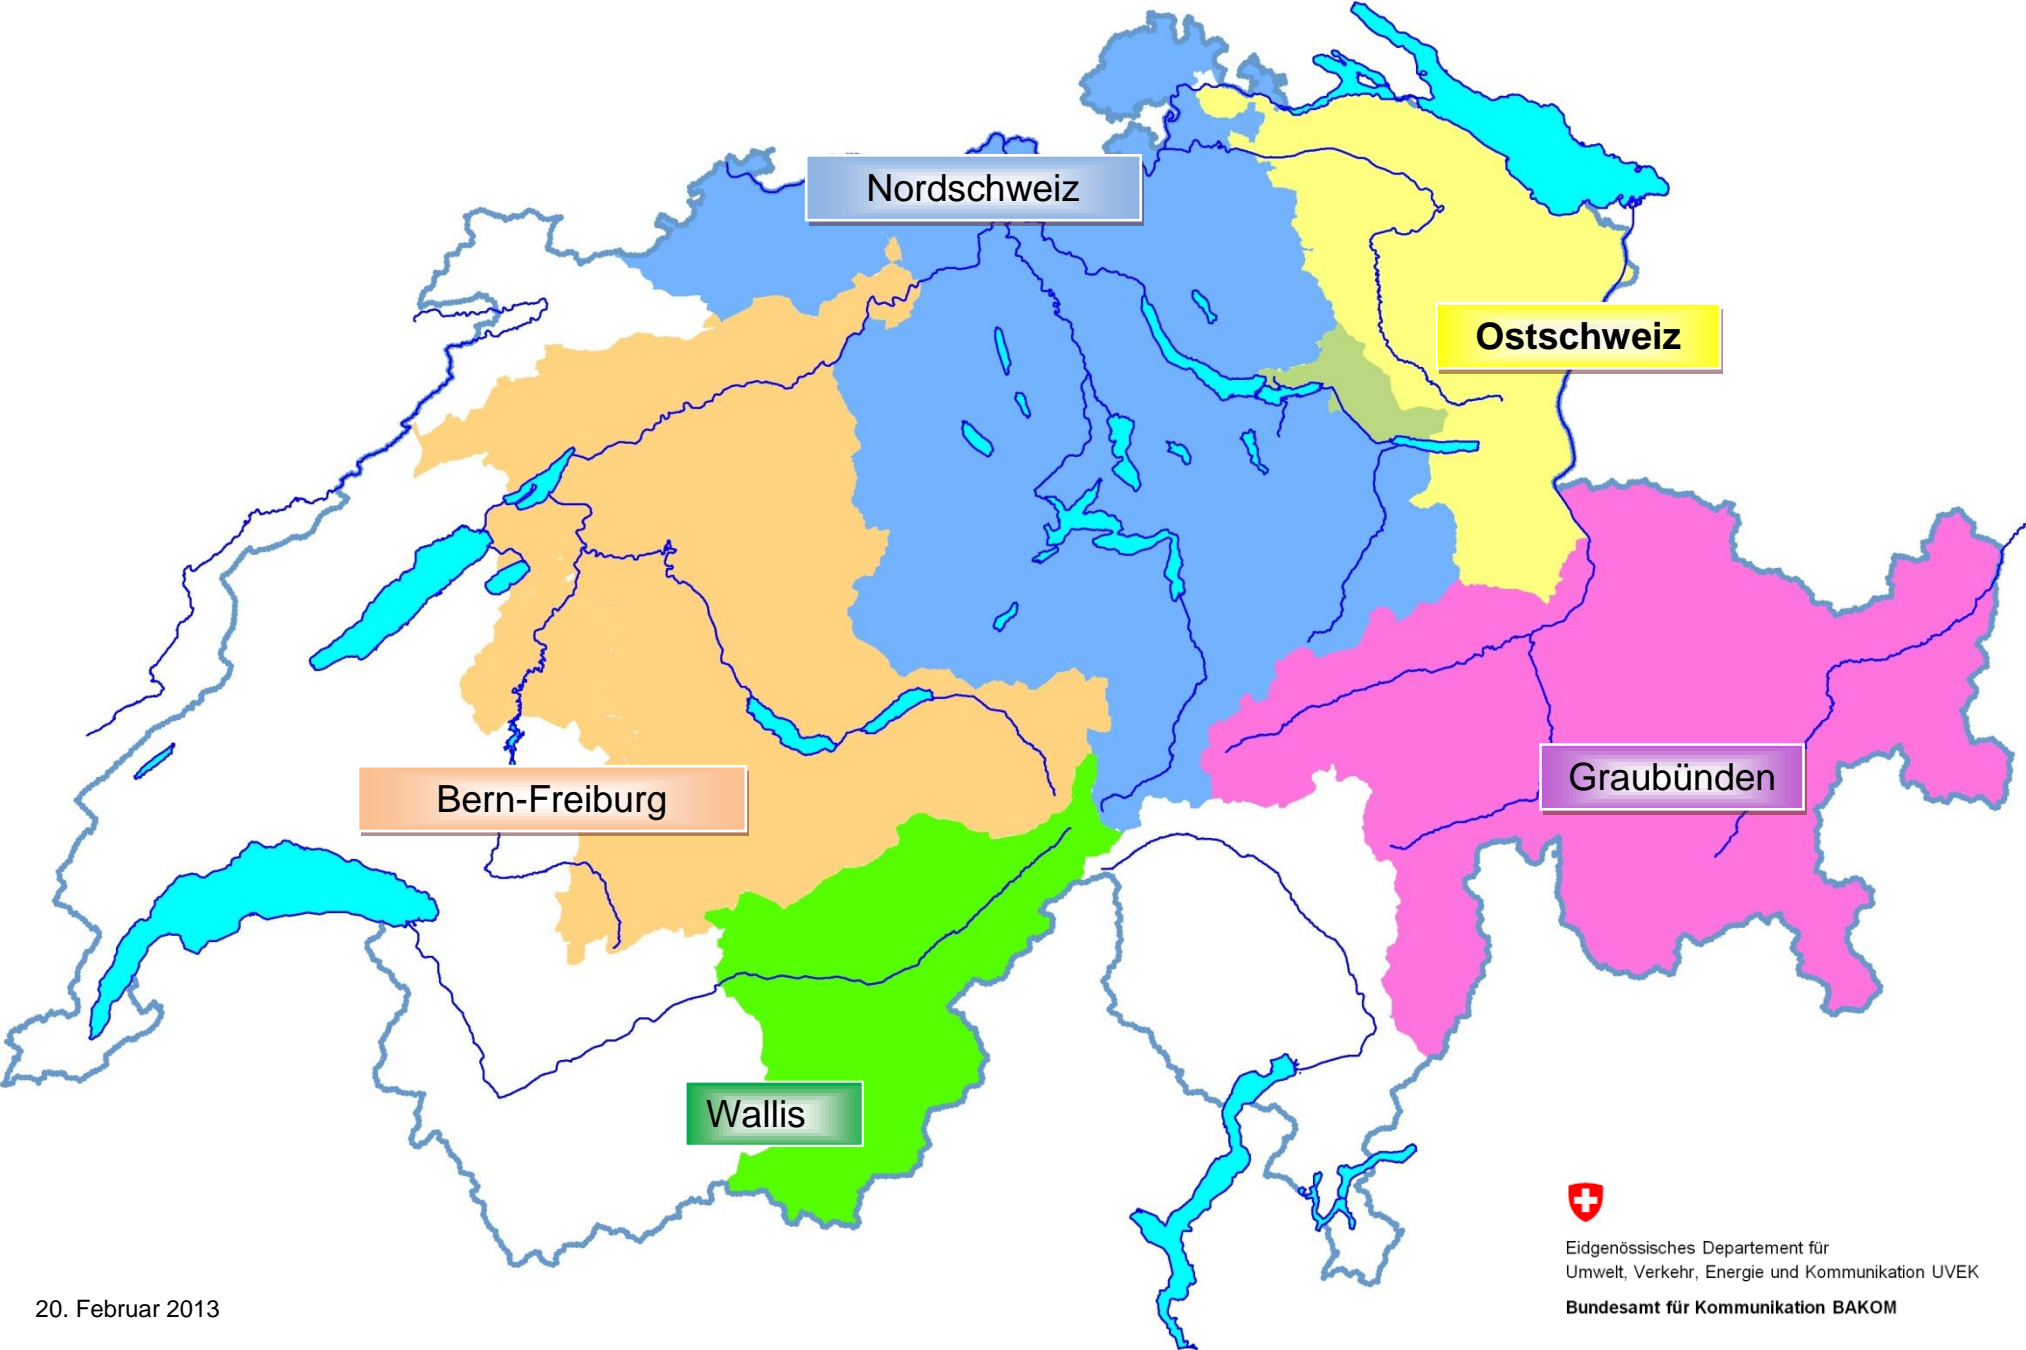 Nordschweiz
Ostschweiz
Graubünden
Bern-Freiburg
Wallis
Eidgenössisches Departement für
Umwelt, Verkehr, Energie und Kommunikation UVEK
Bundesamt für Kommunikation BAKOM
20. Februar 2013